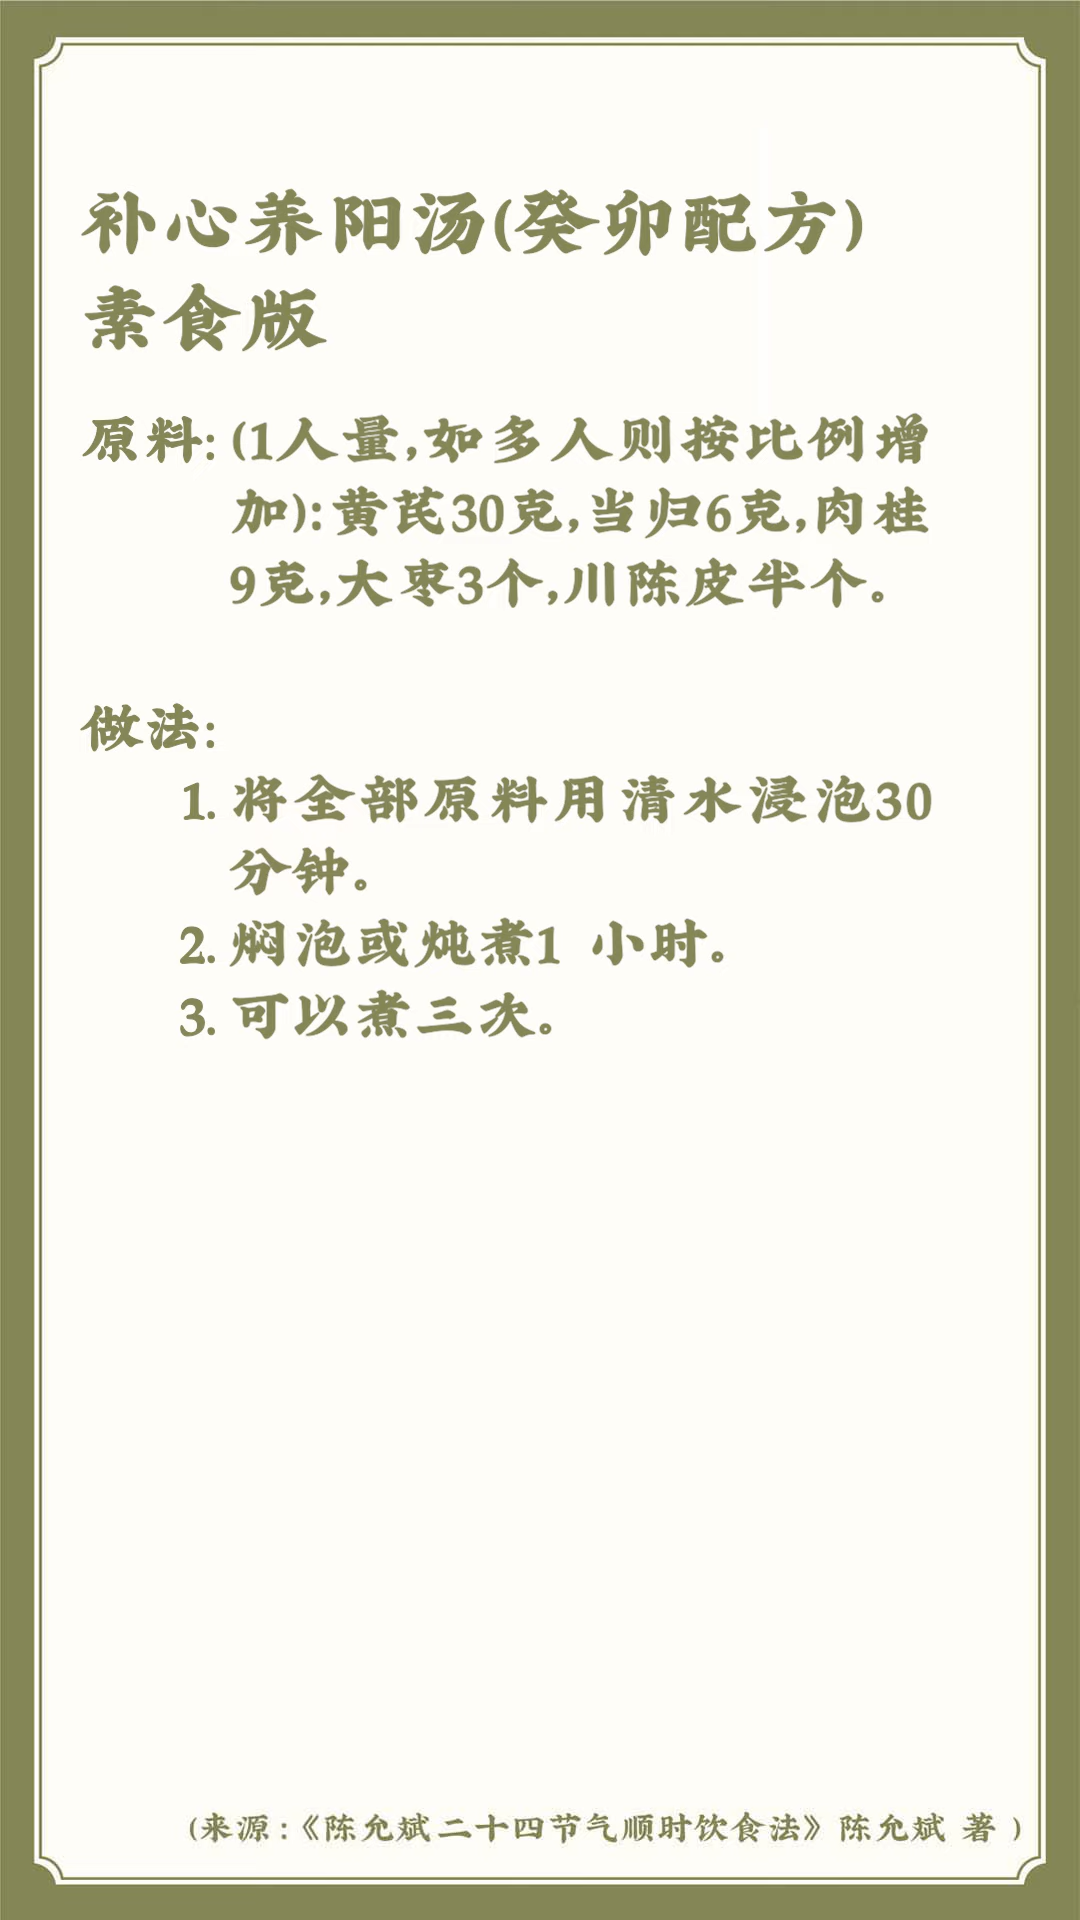 补心养阳汤(癸卯配方)
素食版
原料:(1人量,如多人则按比例增
加):黄芪30克,当归6克,肉桂
9克,大枣3个,川陈皮半个。
做法:
1. 将全部原料用清水浸泡30
分钟。
2. 焖泡或炖煮1 小时。
3. 可以煮三次。
(来源:《陈允斌二十四节气顺时饮食法》陈允斌 著 )